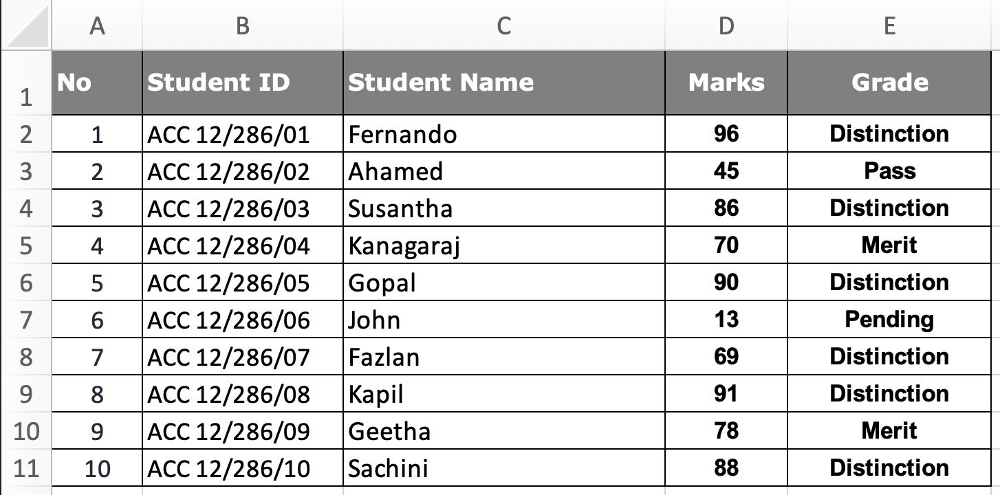 A B C D E
1 No Student ID Student Name Marks Grade
2 1 ACC 12/286/01 Fernando 96 Distinction
3 2 ACC 12/286/02 Ahamed 45 Pass
4 3 ACC 12/286/03 Susantha 86 Distinction
5 4 ACC 12/286/04 Kanagaraj 70 Merit
6 5 ACC 12/286/05 Gopal 90 Distinction
7 6 ACC 12/286/06 John 13 Pending
8 7 ACC 12/286/07 Fazlan 69 Distinction
9 8 ACC 12/286/08 Kapil 91 Distinction
10 9 ACC 12/286/09 Geetha 78 Merit
11 10 ACC 12/286/10 Sachini 88 Distinction